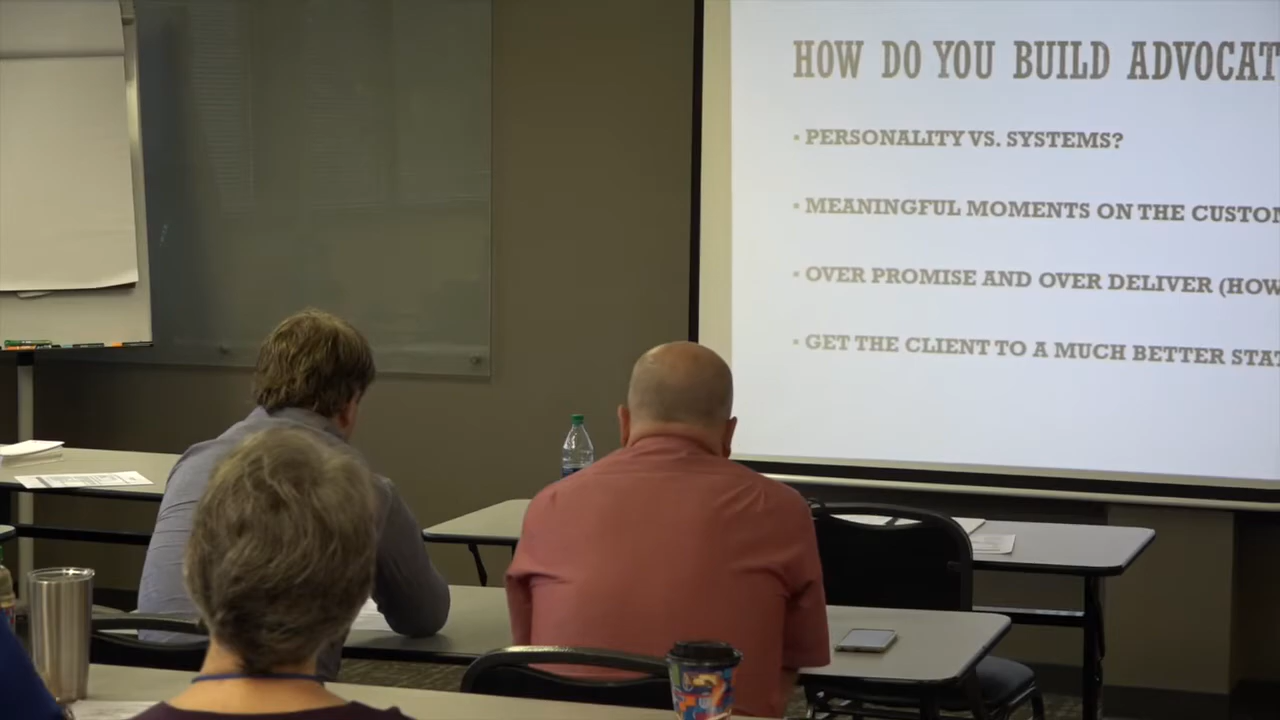 HOW DO YOU BUILD ADVOCAT
▪ PERSONALITY VS. SYSTEMS?
▪ MEANINGFUL MOMENTS ON THE CUSTOM
▪ OVER PROMISE AND OVER DELIVER (HOW
▪ GET THE CLIENT TO A MUCH BETTER STAT